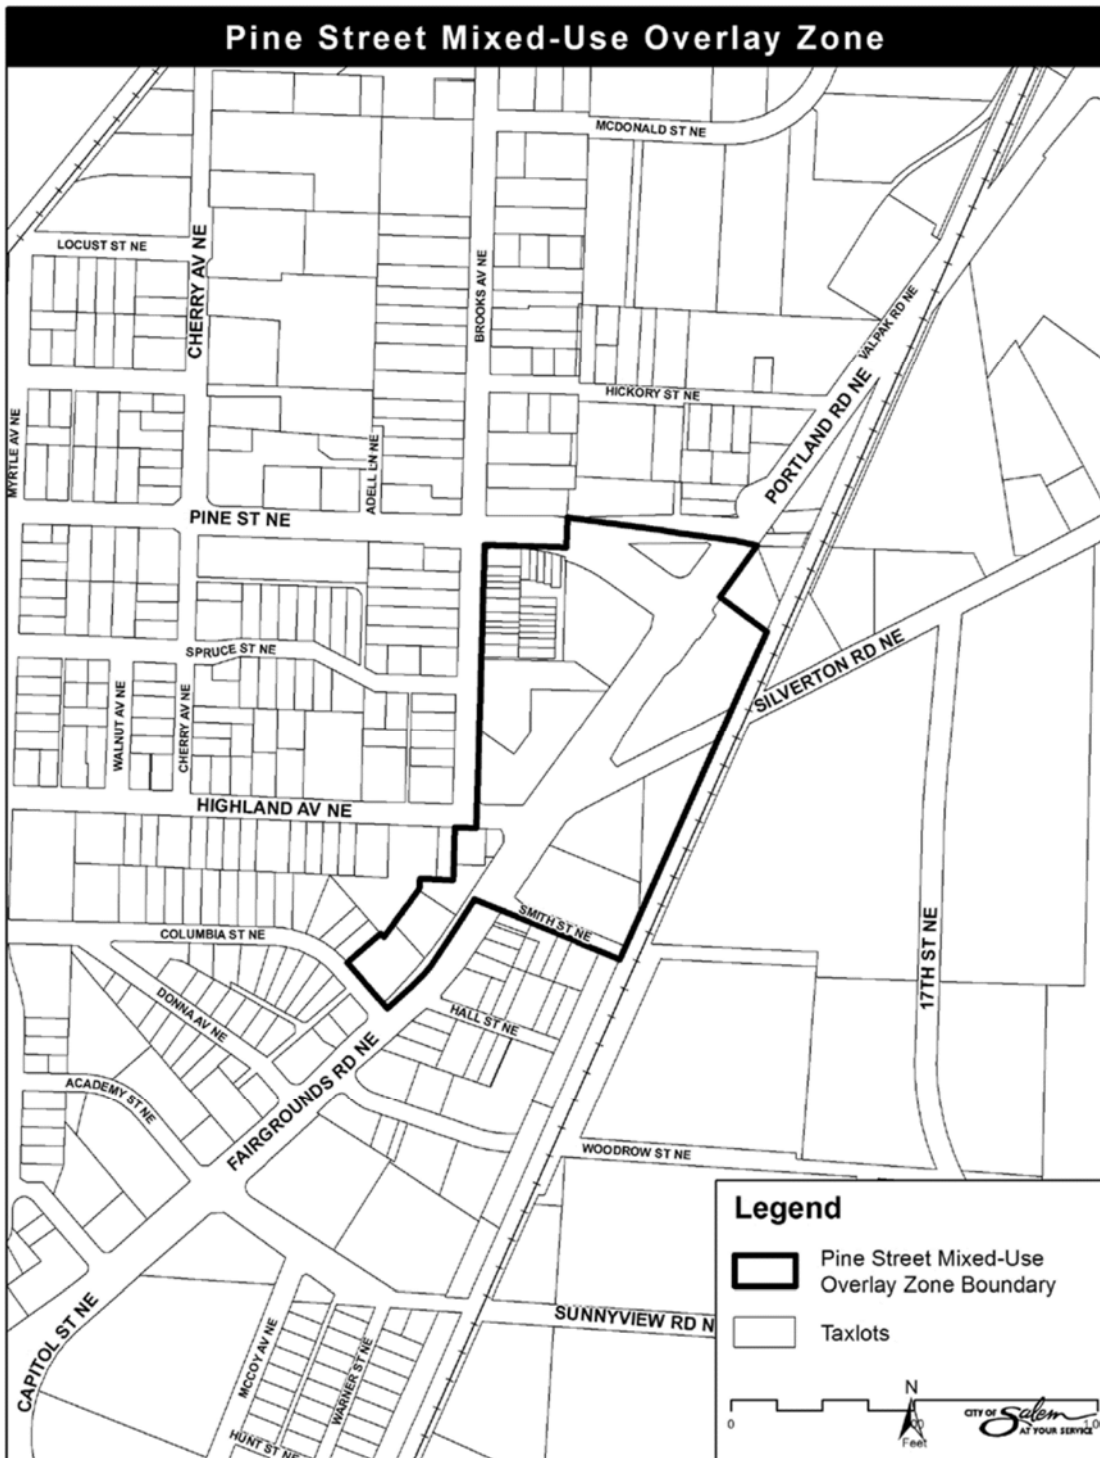 Pine Street Mixed-Use Overlay Zone
MCDONALD ST NE
LOCUST ST NE
CHERRY AV NE
BROOKS AV NE
VALPAK RD NE
HICKORY ST NE
PORTLAND RD NE
MYRTLE AV NE
ADELL LN NE
PINE ST NE
SPRUCE ST NE
SILVERTON RD NE
WALNUT AV NE
CHERRY AV NE
HIGHLAND AV NE
SMITH ST NE
COLUMBIA ST NE
17TH ST NE
DONNA AV NE
HALL ST NE
ACADEMY ST NE
FAIRGROUNDS RD NE
WOODROW ST NE
CAPITOL ST NE
SUNNYVIEW RD N
MCCOY AV NE
WARNER ST NE
HUNT ST NE
Legend
Pine Street Mixed-Use
Overlay Zone Boundary
Taxlots
N
0
Feet
CITY OF Salem
AT YOUR SERVICE